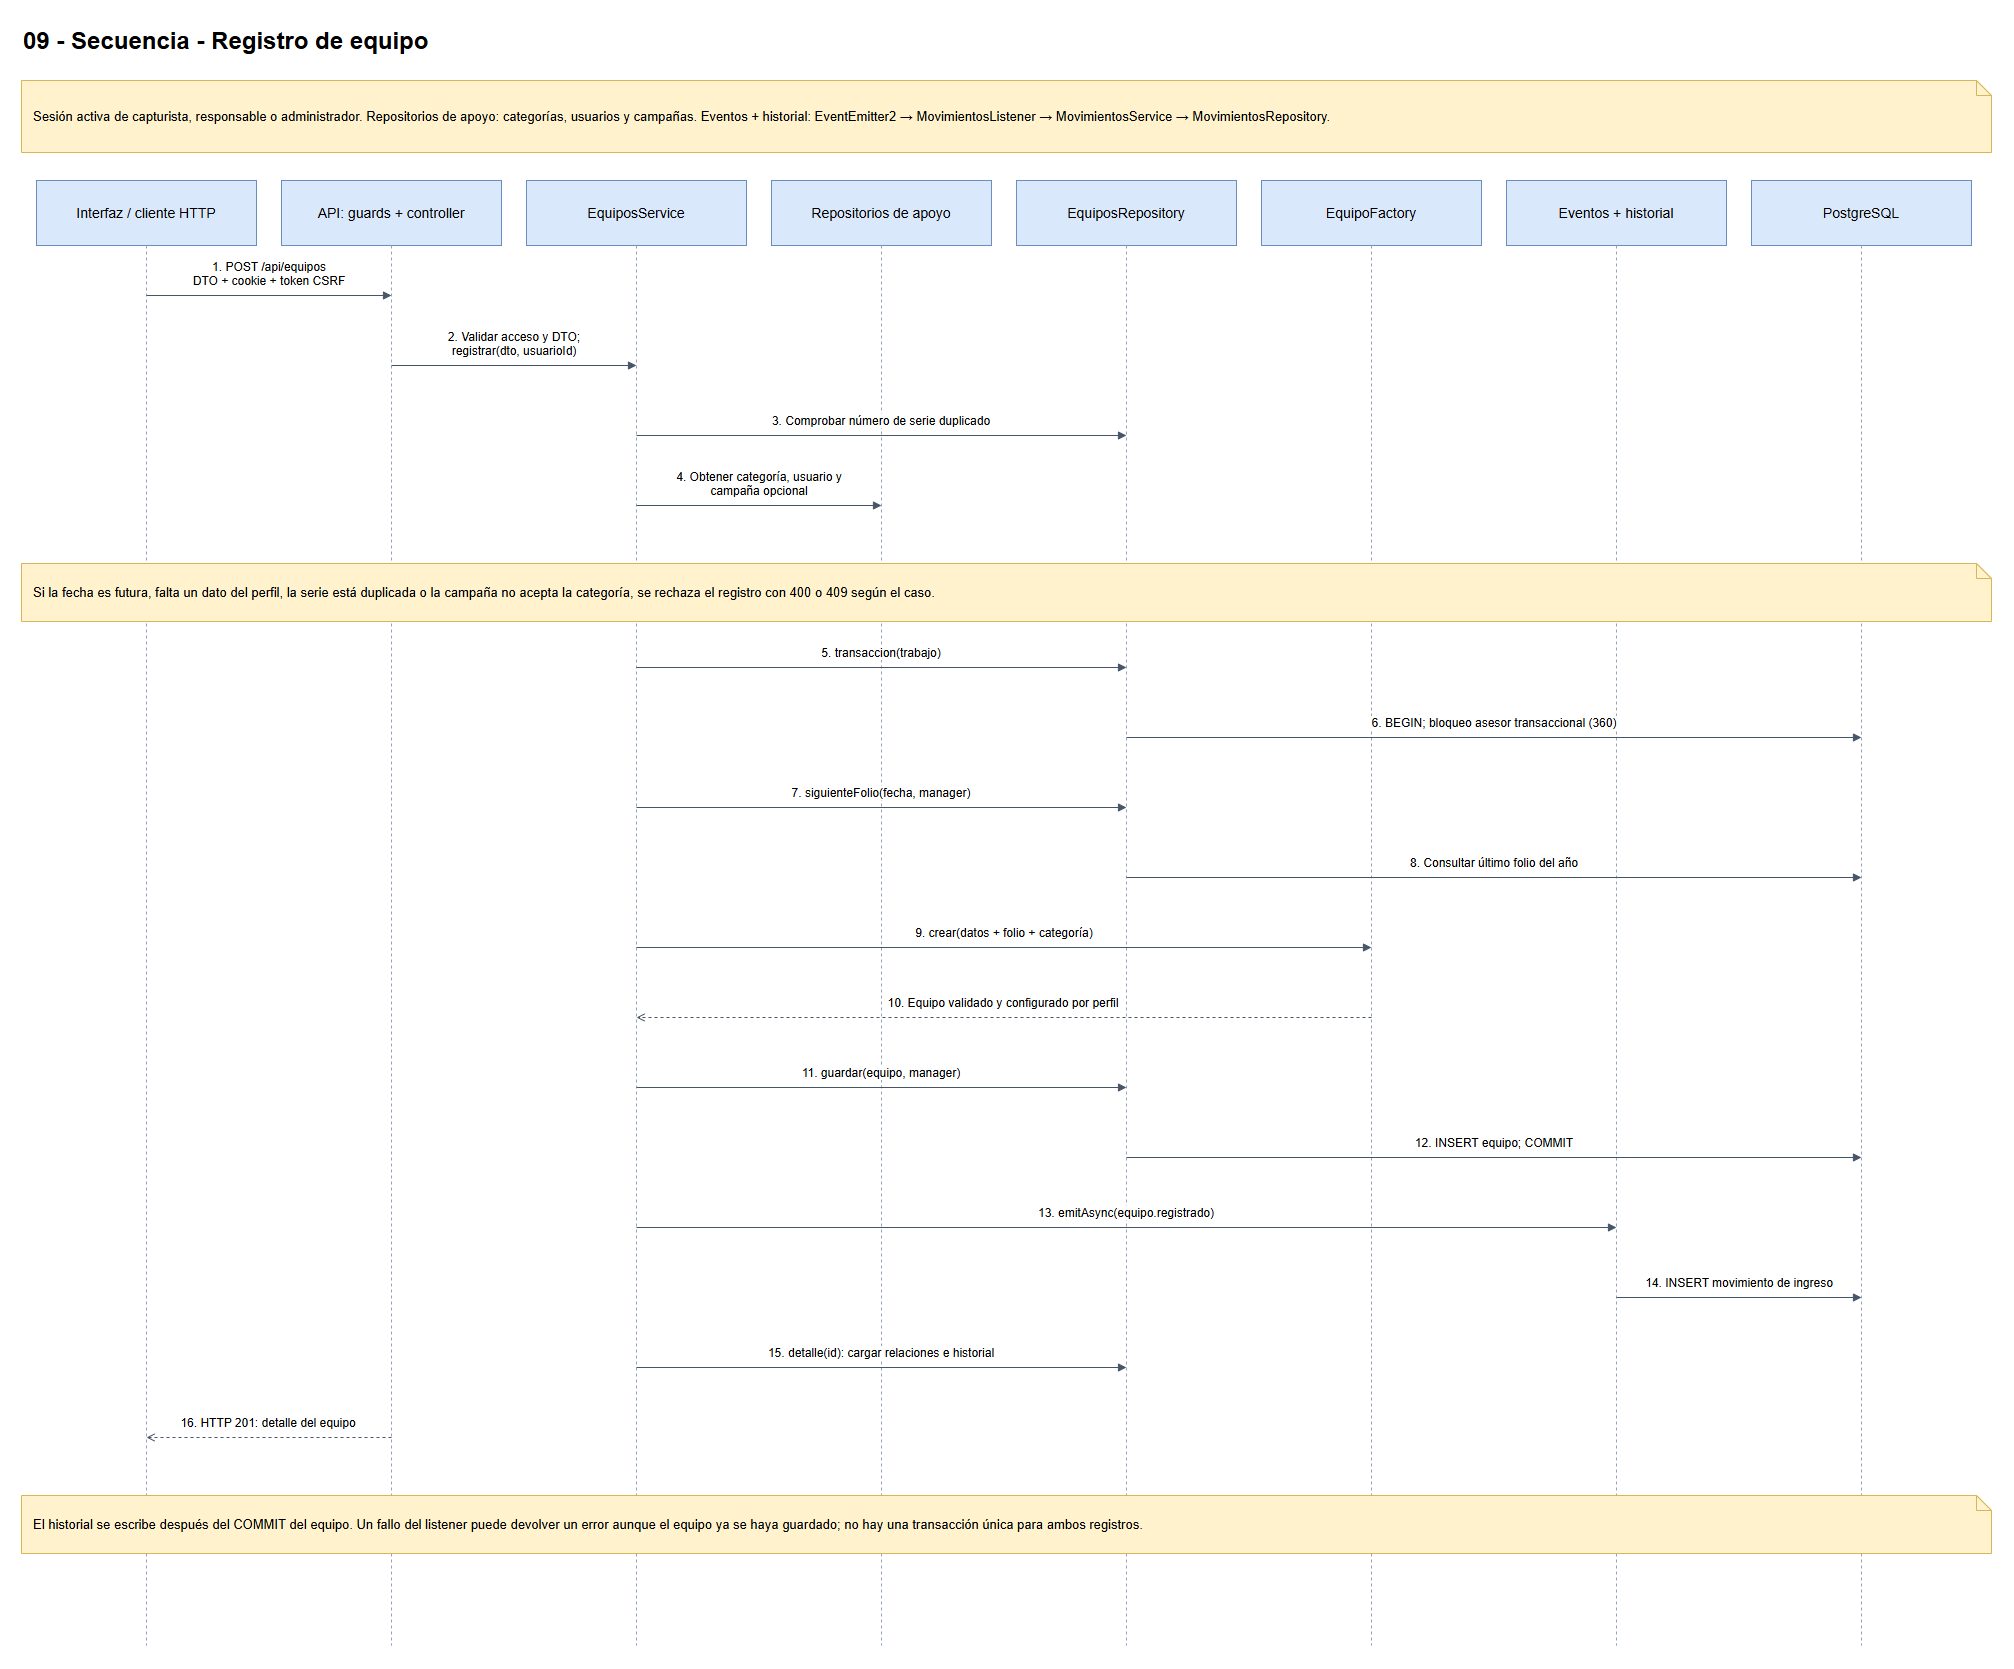 09 - Secuencia - Registro de equipo
Sesión activa de capturista, responsable o administrador. Repositorios de apoyo: categorías, usuarios y campañas. Eventos + historial: EventEmitter2 → MovimientosListener → MovimientosService → MovimientosRepository.
Interfaz / cliente HTTP
API: guards + controller
EquiposService
Repositorios de apoyo
EquiposRepository
EquipoFactory
Eventos + historial
PostgreSQL
1. POST /api/equipos
DTO + cookie + token CSRF
2. Validar acceso y DTO;
registrar(dto, usuarioId)
3. Comprobar número de serie duplicado
4. Obtener categoría, usuario y
campaña opcional
Si la fecha es futura, falta un dato del perfil, la serie está duplicada o la campaña no acepta la categoría, se rechaza el registro con 400 o 409 según el caso.
5. transaccion(trabajo)
6. BEGIN; bloqueo asesor transaccional (360)
7. siguienteFolio(fecha, manager)
8. Consultar último folio del año
9. crear(datos + folio + categoría)
10. Equipo validado y configurado por perfil
11. guardar(equipo, manager)
12. INSERT equipo; COMMIT
13. emitAsync(equipo.registrado)
14. INSERT movimiento de ingreso
15. detalle(id): cargar relaciones e historial
16. HTTP 201: detalle del equipo
El historial se escribe después del COMMIT del equipo. Un fallo del listener puede devolver un error aunque el equipo ya se haya guardado; no hay una transacción única para ambos registros.